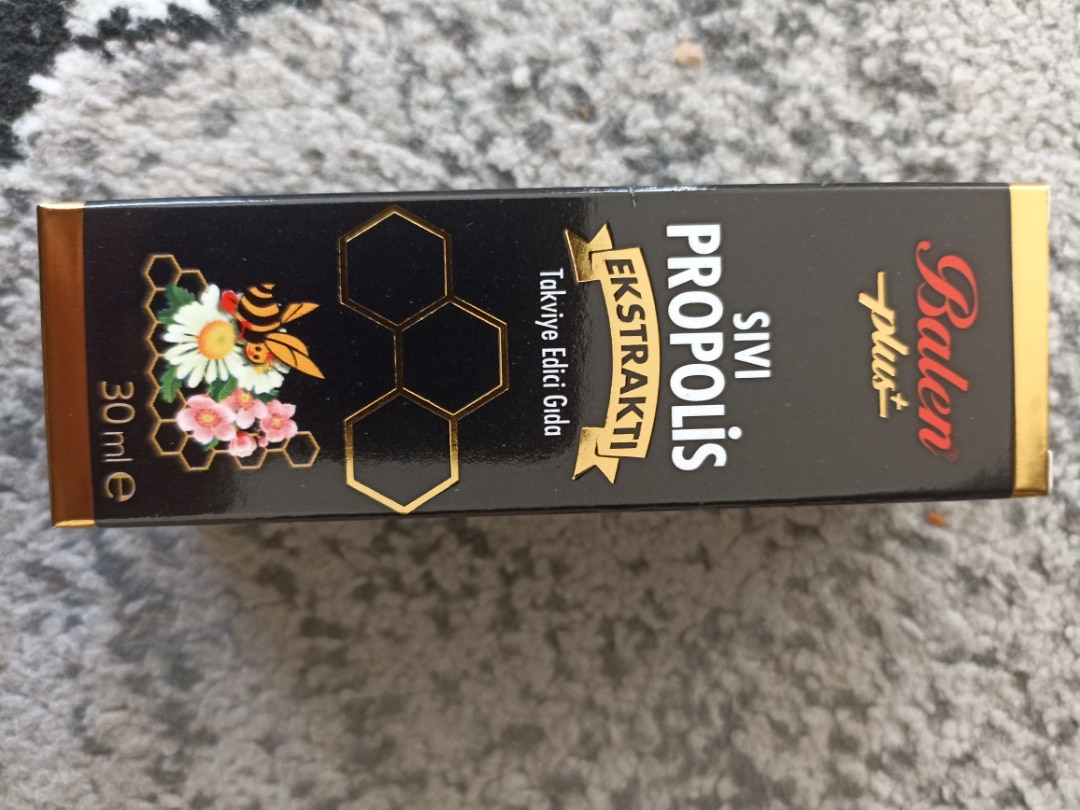 Balen®
plus+
SIVI
PROPOLİS
EKSTRAKTI
Takviye Edici Gıda
30 ml e